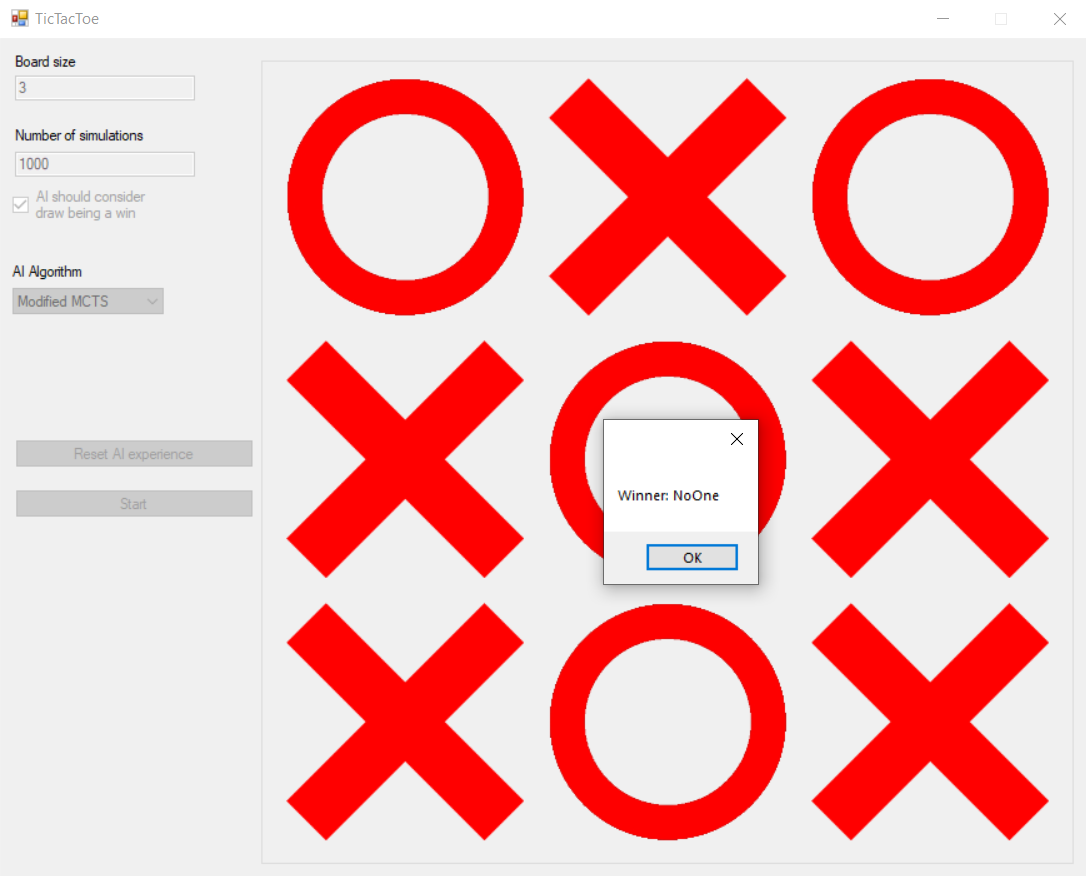 TicTacToe
Board size
3
Number of simulations
1000
AI should consider
draw being a win
AI Algorithm
Modified MCTS
Reset AI experience
Start
Winner: NoOne
OK